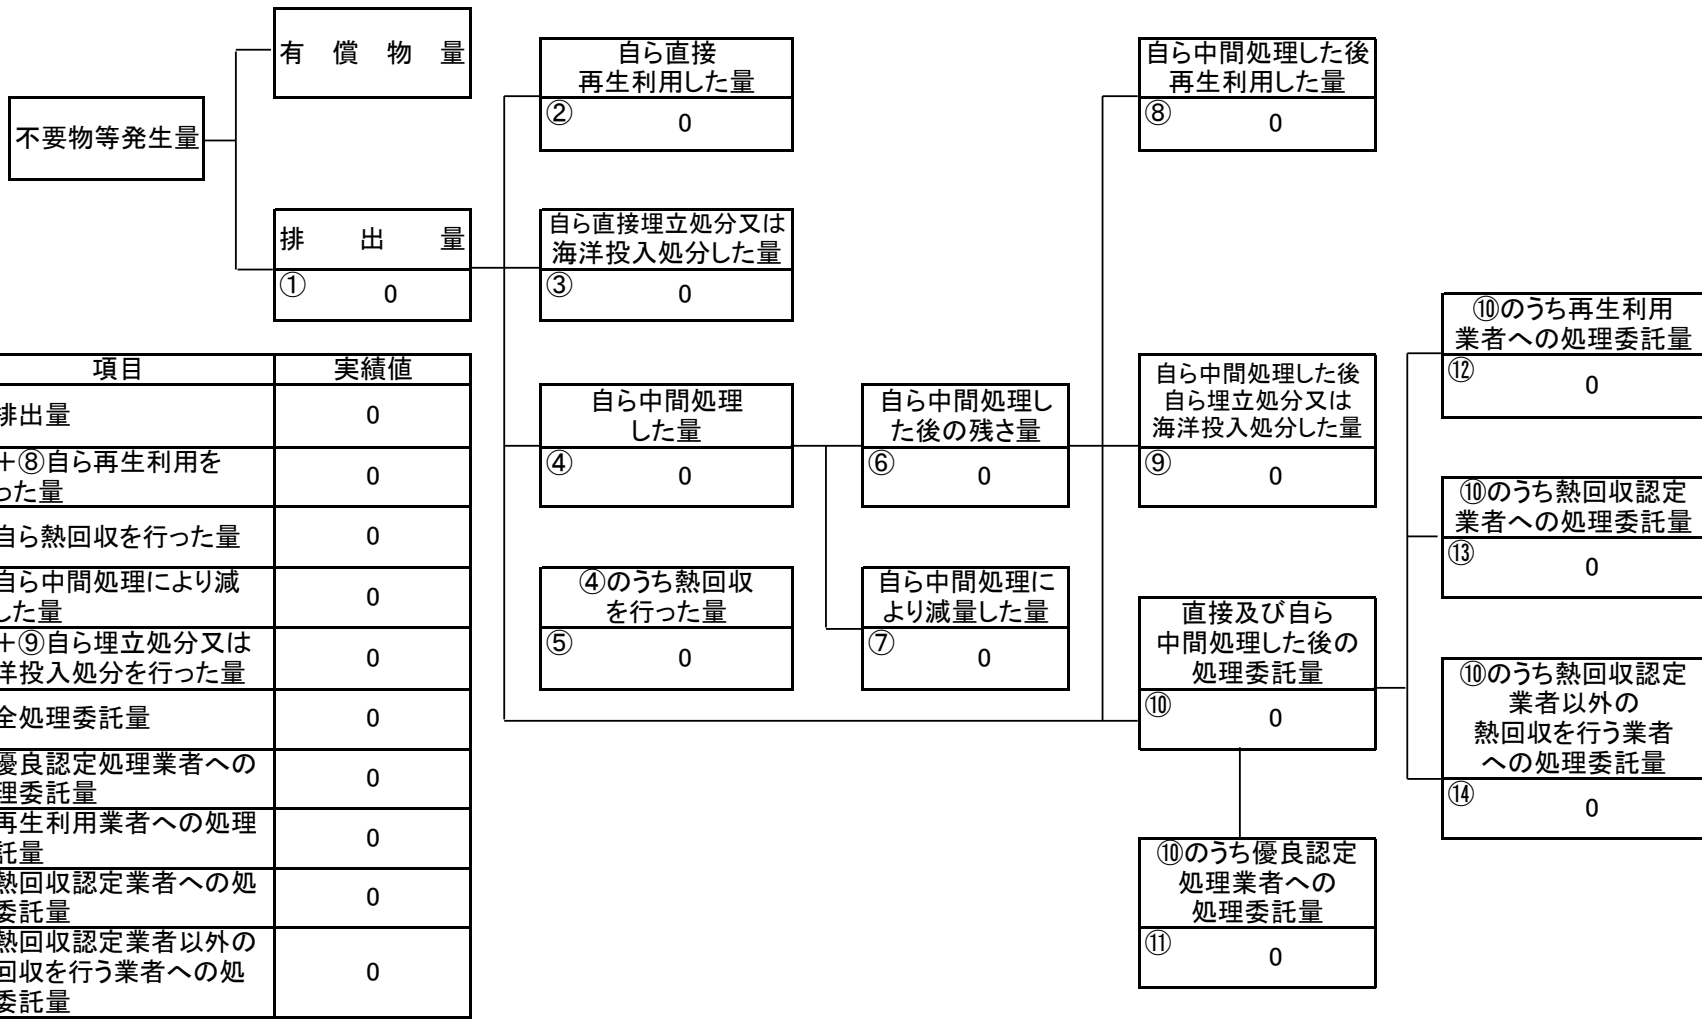 有償物量
不要物等発生量
排出量
① 0
自ら直接
再生利用した量
② 0
自ら直接埋立処分又は
海洋投入処分した量
③ 0
自ら中間処理
した量
④ 0
④のうち熱回収
を行った量
⑤ 0
自ら中間処理し
た後の残さ量
⑥ 0
自ら中間処理に
より減量した量
⑦ 0
自ら中間処理した後
再生利用した量
⑧ 0
自ら中間処理した後
自ら埋立処分又は
海洋投入処分した量
⑨ 0
直接及び自ら
中間処理した後の
処理委託量
⑩ 0
⑩のうち優良認定
処理業者への
処理委託量
⑪ 0
⑩のうち再生利用
業者への処理委託量
⑫ 0
⑩のうち熱回収認定
業者への処理委託量
⑬ 0
⑩のうち熱回収認定
業者以外の
熱回収を行う業者
への処理委託量
⑭ 0
項目 実績値
排出量 0
+⑧自ら再生利用を
った量 0
自ら熱回収を行った量 0
自ら中間処理により減
した量 0
+⑨自ら埋立処分又は
洋投入処分を行った量 0
全処理委託量 0
優良認定処理業者への
理委託量 0
再生利用業者への処理
託量 0
熱回収認定業者への処
委託量 0
熱回収認定業者以外の
回収を行う業者への処
委託量 0